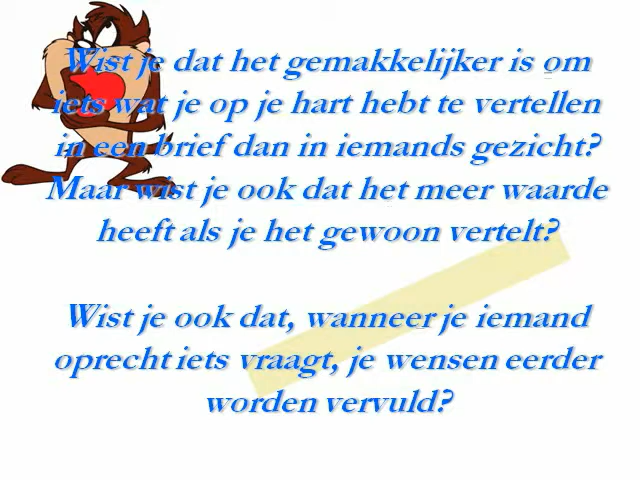 Wist je dat het gemakkelijker is om
iets wat je op je hart hebt te vertellen
in een brief dan in iemands gezicht?
Maar wist je ook dat het meer waarde
heeft als je het gewoon vertelt?
Wist je ook dat, wanneer je iemand
oprecht iets vraagt, je wensen eerder
worden vervuld?